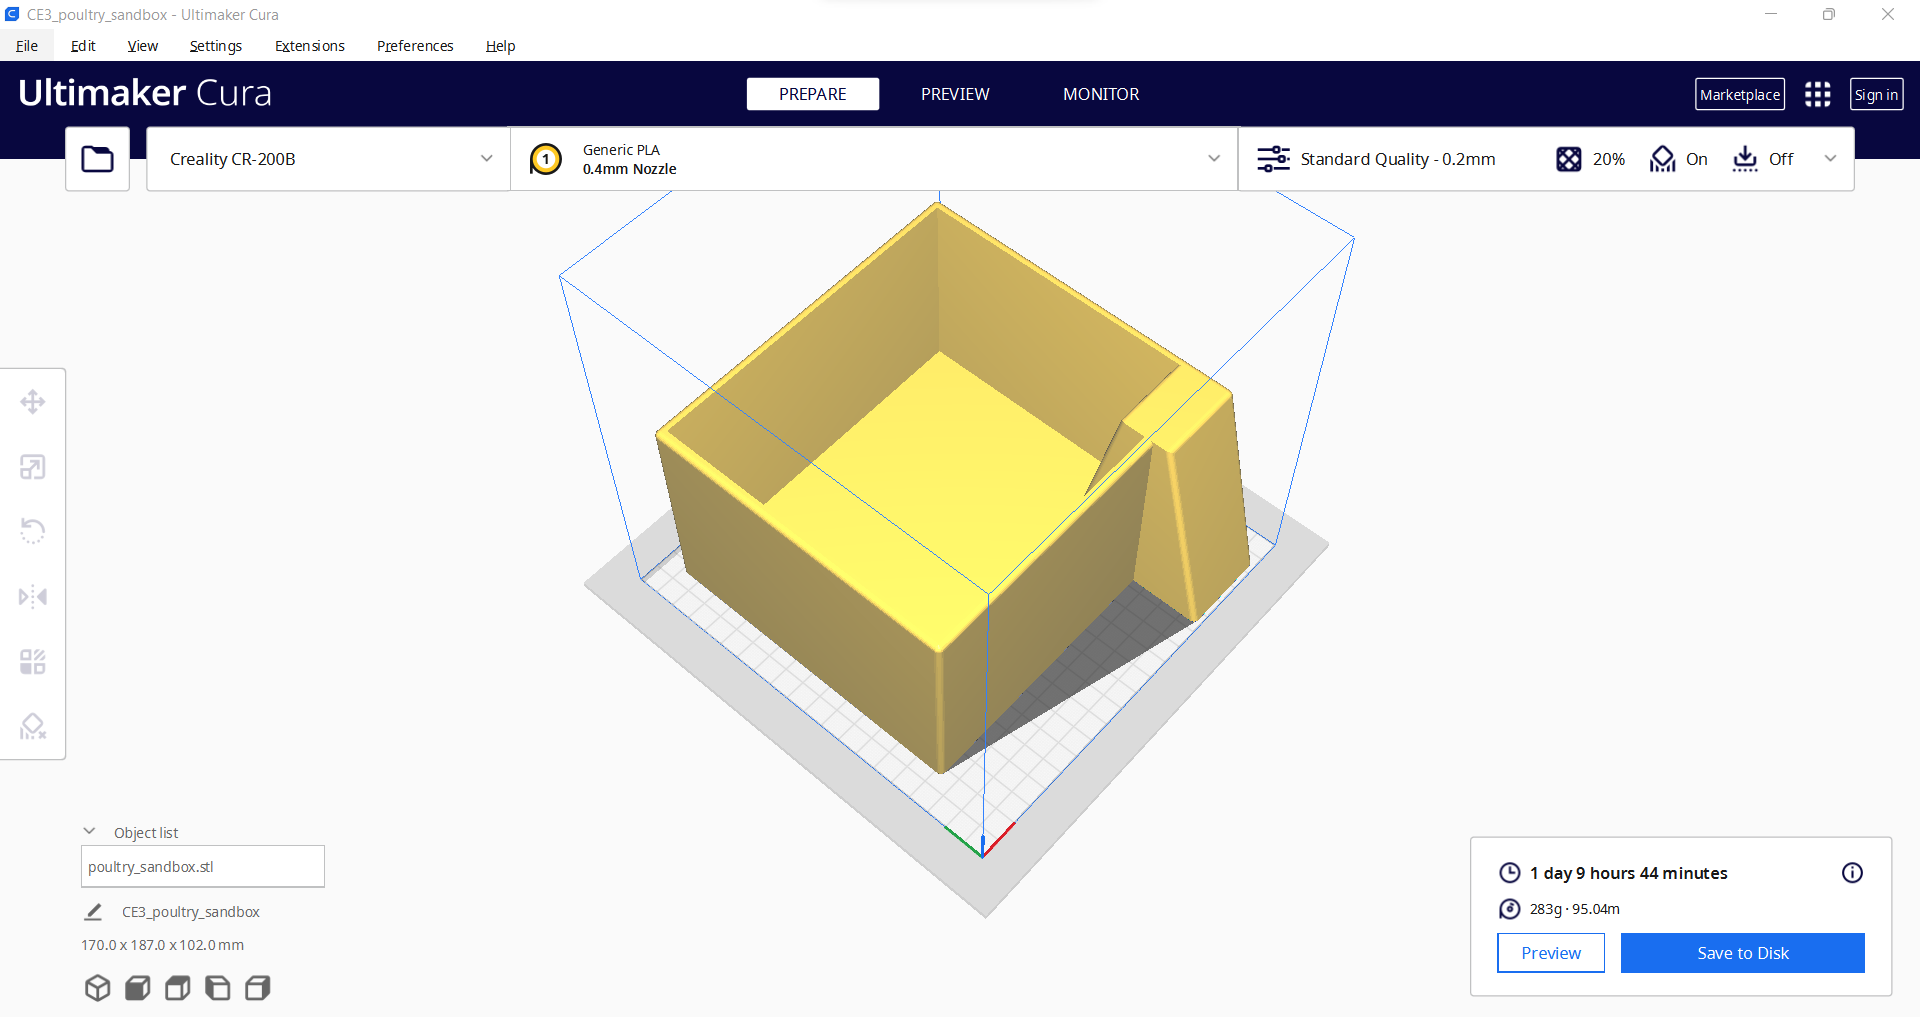 CE3_poultry_sandbox - Ultimaker Cura
File Edit View Settings Extensions Preferences Help
Ultimaker Cura PREPARE PREVIEW MONITOR Marketplace Sign in
Creality CR-200B
1
Generic PLA
0.4mm Nozzle
Standard Quality - 0.2mm 20% On Off
Object list
poultry_sandbox.stl
CE3_poultry_sandbox
170.0 x 187.0 x 102.0 mm
1 day 9 hours 44 minutes
283g · 95.04m
Preview Save to Disk